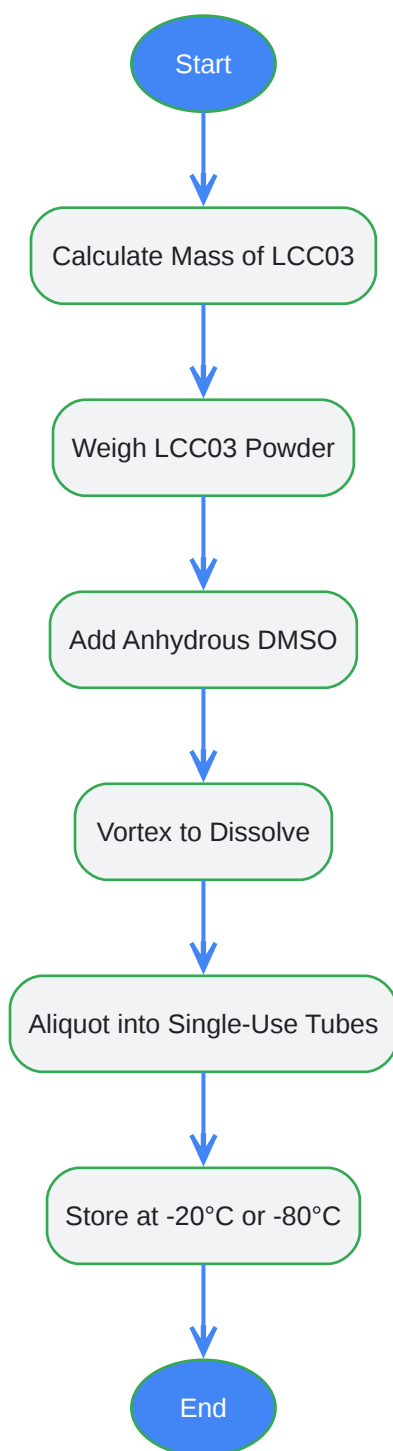 Start
Calculate Mass of LCC03
Weigh LCC03 Powder
Add Anhydrous DMSO
Vortex to Dissolve
Aliquot into Single-Use Tubes
Store at -20°C or -80°C
End